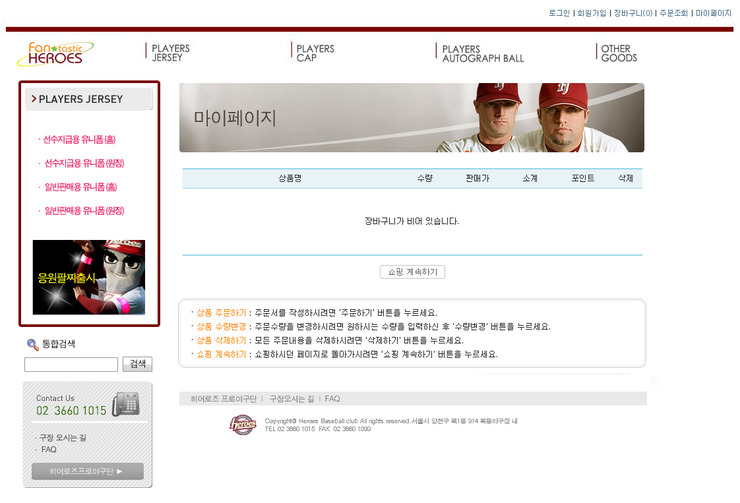 로그인 | 회원가입 | 장바구니(0) | 주문조회 | 마이페이지
Fan★tastic
HEROES
PLAYERS
JERSEY
PLAYERS
CAP
PLAYERS
AUTOGRAPH BALL
OTHER
GOODS
PLAYERS JERSEY
· 선수지급용 유니폼 (홈)
· 선수지급용 유니폼 (원정)
· 일반판매용 유니폼 (홈)
· 일반판매용 유니폼 (원정)
응원팔찌출시
통합검색
검색
Contact Us
02 3660 1015
· 구장 오시는 길
· FAQ
히어로즈프로야구단 ▶
마이페이지
상품명 수량 판매가 소계 포인트 삭제
장바구니가 비어 있습니다.
쇼핑 계속하기
· 상품 주문하기 : 주문서를 작성하시려면 '주문하기' 버튼을 누르세요.
· 상품 수량변경 : 주문수량을 변경하시려면 원하시는 수량을 입력하신 후 '수량변경' 버튼을 누르세요.
· 상품 삭제하기 : 모든 주문내용을 삭제하시려면 '삭제하기' 버튼을 누르세요.
· 쇼핑 계속하기 : 쇼핑하시던 페이지로 돌아가시려면 '쇼핑 계속하기' 버튼을 누르세요.
히어로즈 프로야구단 | 구장오시는 길 | FAQ
heroes
Copyright© Heroes BaseBall club All rights reserved.서울시 양천구 목1동 914 목동야구장 내
TEL 02 3660 1015 FAX 02 3660 1099